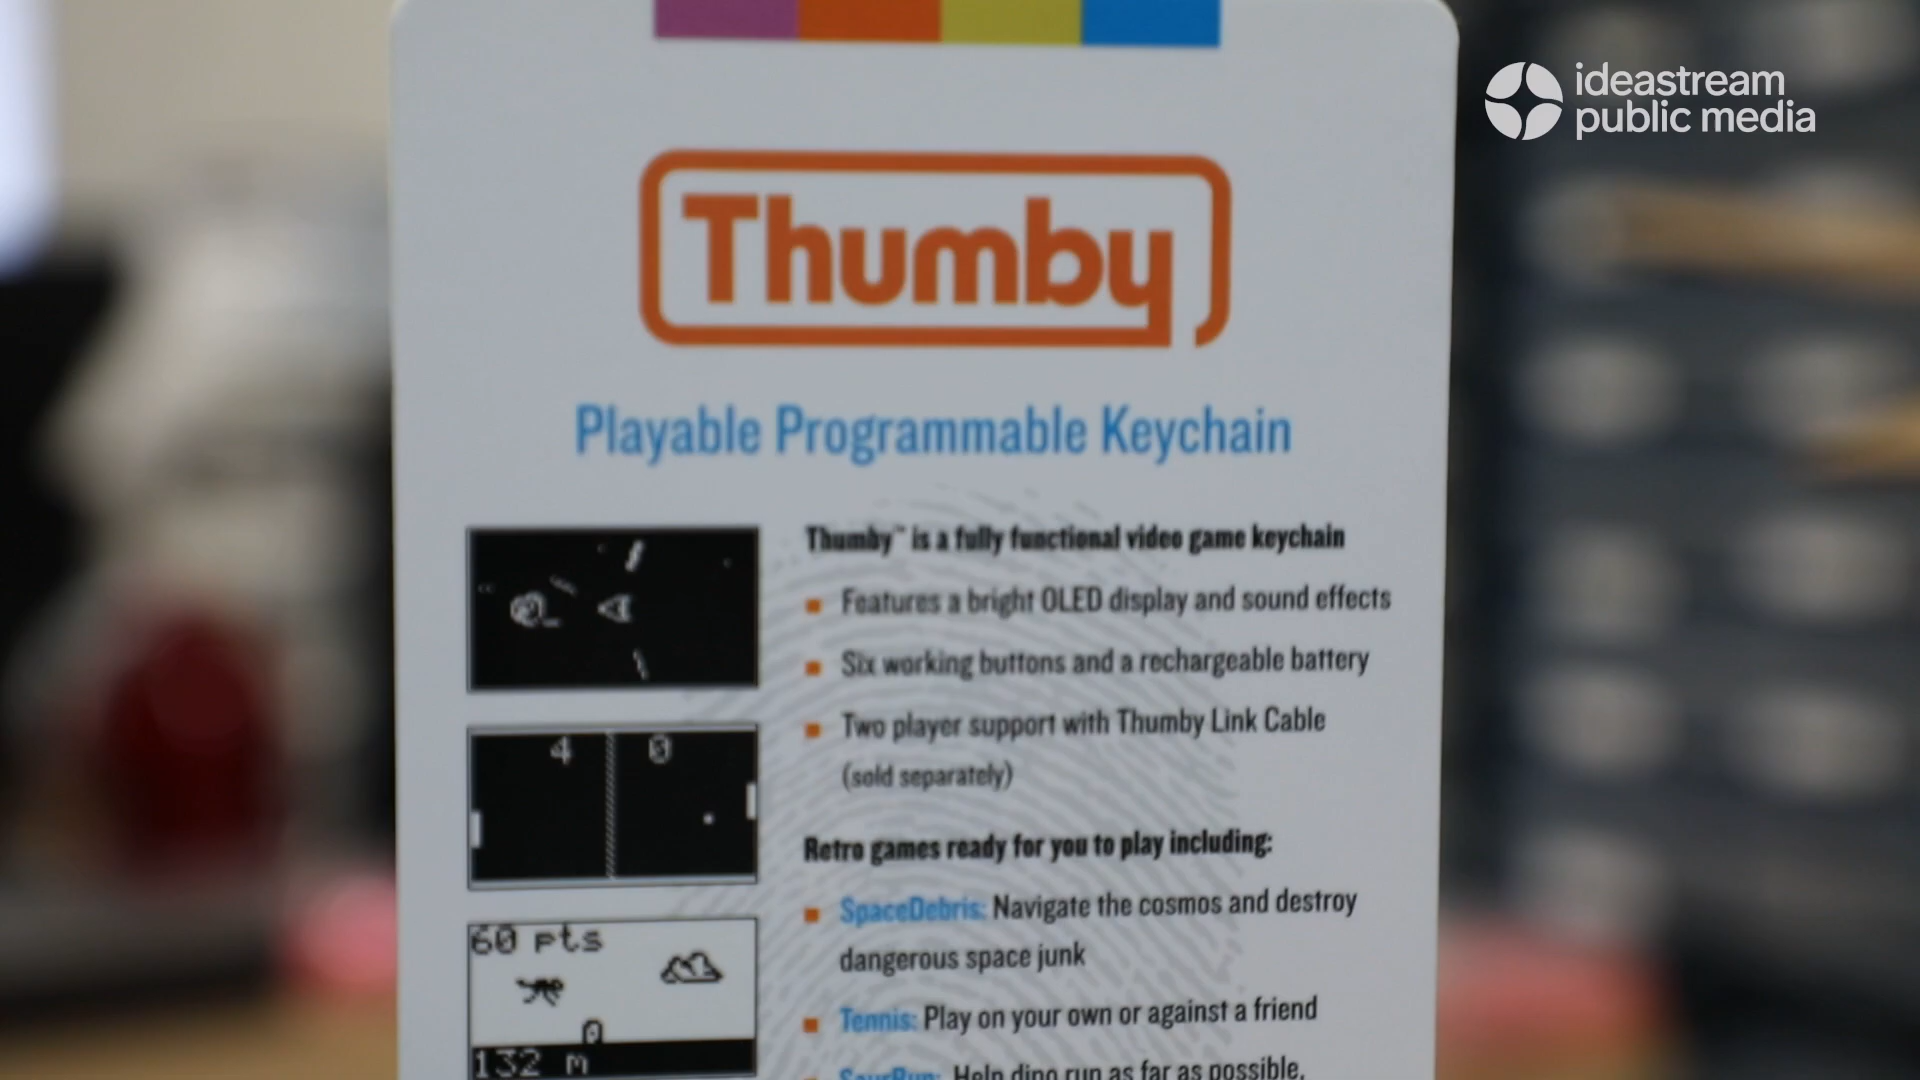 ideastream
public media
Thumby
Playable Programmable Keychain
Thumby™ is a fully functional video game keychain
Features a bright OLED display and sound effects
Six working buttons and a rechargeable battery
Two player support with Thumby Link Cable
(sold separately)
4 0
Retro games ready for you to play including:
SpaceDebris: Navigate the cosmos and destroy
dangerous space junk
60 pts
Tennis: Play on your own or against a friend
0
132 m
SaurRun: Help dino run as far as possible,